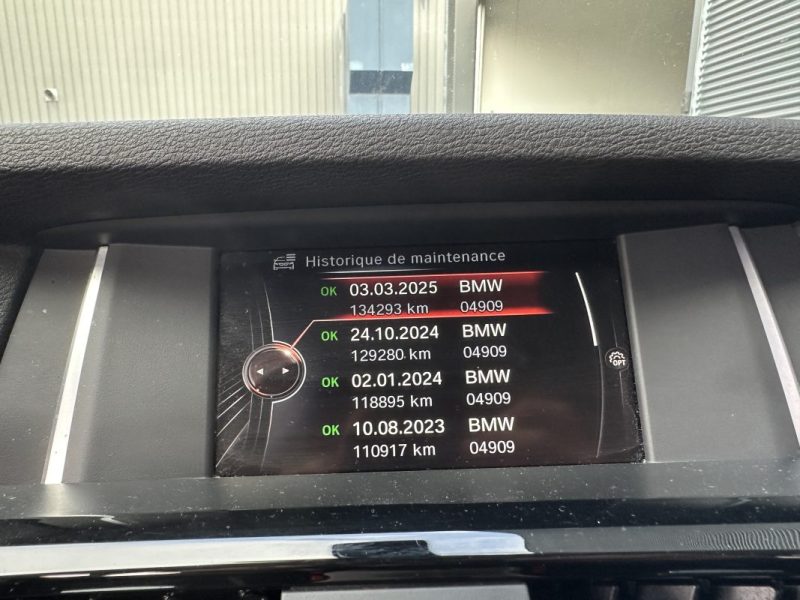 Historique de maintenance
OK 03.03.2025 BMW
134293 km 04909
OK 24.10.2024 BMW
129280 km 04909
OK 02.01.2024 BMW
118895 km 04909
OK 10.08.2023 BMW
110917 km 04909
OPT